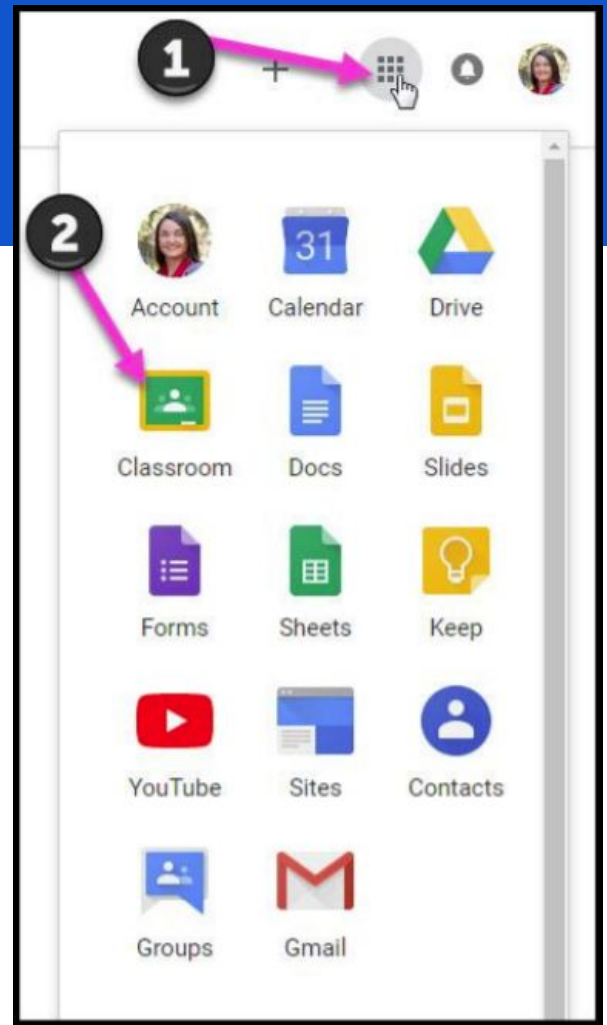 1
2
31
Account Calendar Drive
Classroom Docs Slides
Forms Sheets Keep
YouTube Sites Contacts
Groups Gmail